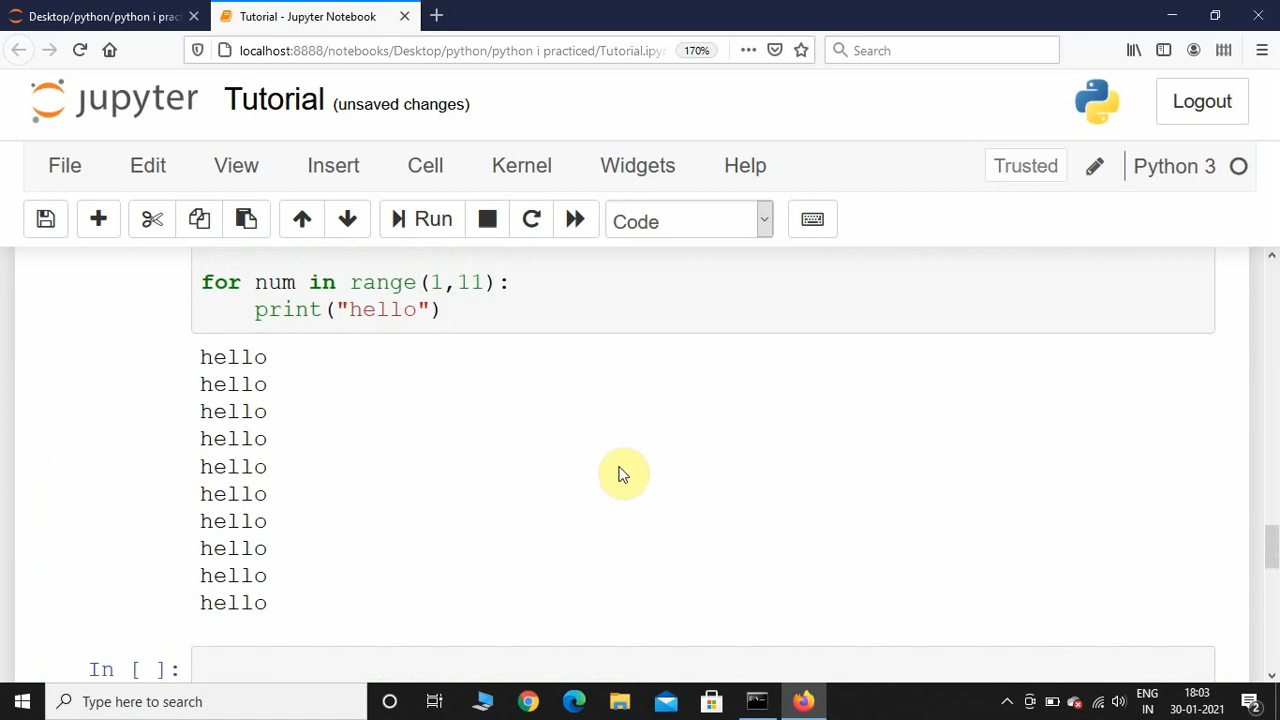 Desktop/python/python i prac
Tutorial - Jupyter Notebook
localhost:8888/notebooks/Desktop/python/python i practiced/Tutorial.ipy
170%
Search
jupyter Tutorial (unsaved changes)
Logout
File Edit View Insert Cell Kernel Widgets Help Trusted Python 3
Run Code
for num in range(1,11):
print("hello")
hello
hello
hello
hello
hello
hello
hello
hello
hello
hello
In [ ]:
Type here to search
ENG
IN
18:03
30-01-2021
2